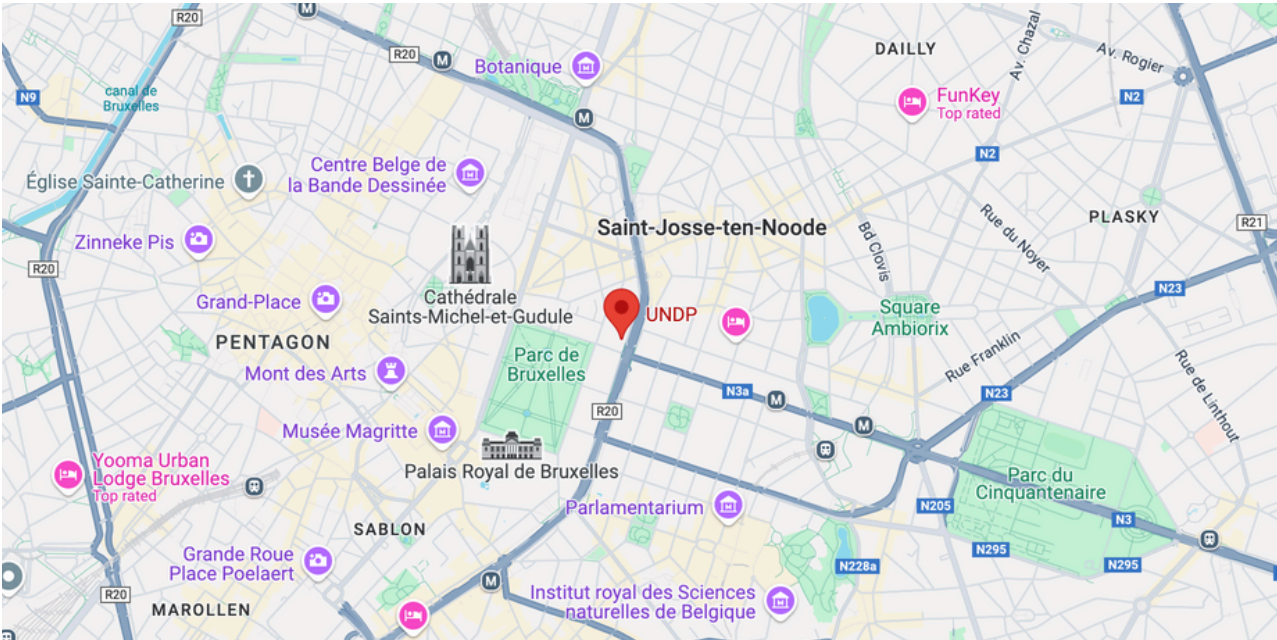 R20
R20
M
M
Botanique
DAILLY
Av. Chazal
Av. Rogier
N9
canal de
Bruxelles
FunKey
Top rated
N2
M
N2
Centre Belge de
la Bande Dessinée
Église Sainte-Catherine
Zinneke Pis
Saint-Josse-ten-Noode
Bd Clovis
Rue du Noyer
PLASKY
R21
R20
Grand-Place
Cathédrale
Saints-Michel-et-Gudule
UNDP
Square
Ambiorix
N23
PENTAGON
Parc de
Bruxelles
Rue Franklin
Mont des Arts
N3a
M
N23
Rue de Linthout
R20
M
Musée Magritte
Yooma Urban
Lodge Bruxelles
Top rated
Palais Royal de Bruxelles
Parc du
Cinquantenaire
Parlamentarium
N205
N3
SABLON
N295
N295
Grande Roue
Place Poelaert
N228a
M
R20
Institut royal des Sciences
naturelles de Belgique
MAROLLEN